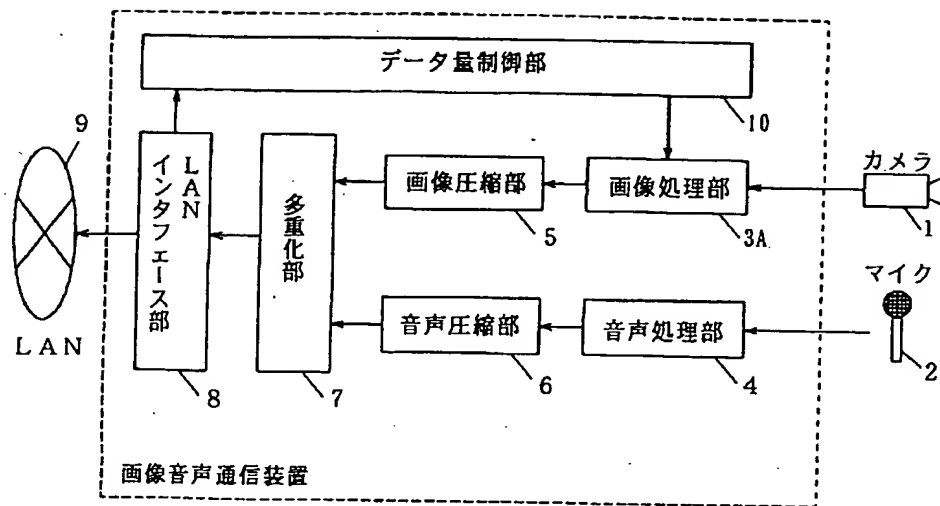 データ量制御部
10
9
LAN
インタフェース部
多重化部
画像圧縮部
画像処理部
カメラ
5
3A
1
マイク
LAN
音声圧縮部
音声処理部
8
7
6
4
2
画像音声通信装置